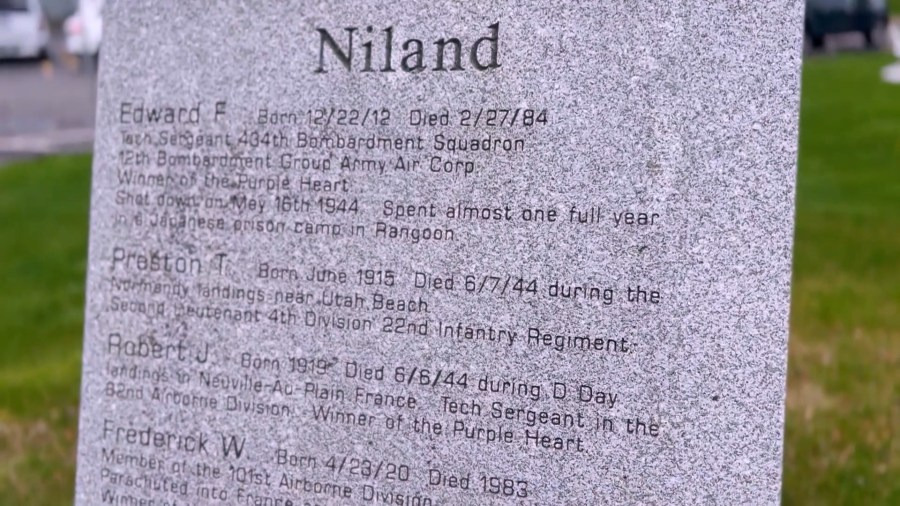 Niland
Edward F. Born 12/22/12 Died 2/27/84
Tech Sergeant 434th Bombardment Squadron
12th Bombardment Group Army Air Corp.
Winner of the Purple Heart.
Shot down on May 16th 1944 Spent almost one full year
in a Japanese prison camp in Rangoon.
Preston T. Born June 1915 Died 6/7/44 during the
Normandy landings near Utah Beach.
Second Lieutenant 4th Division 22nd Infantry Regiment.
Robert J. Born 1919 Died 6/6/44 during D Day
landings in Neuville-Au-Plain France. Tech Sergeant in the
82nd Airborne Division. Winner of the Purple Heart.
Frederick W. Born 4/23/20 Died 1983
Member of the 101st Airborne Division
Parachuted into France
Winner